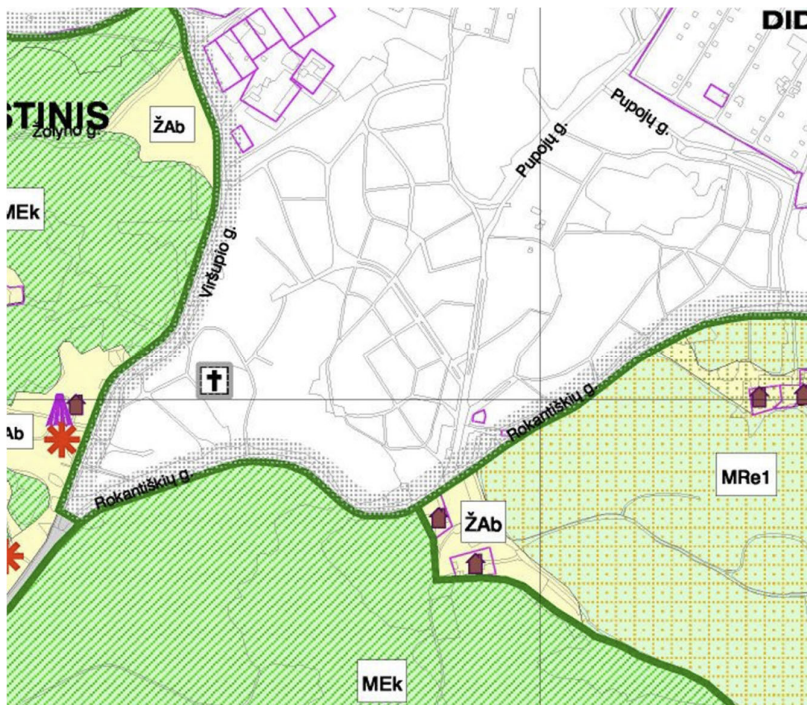 DID
STINIS
Žolyno g.
ŽAb
Pupojų g.
Pupojų g.
MEk
Viršupio g.
Ab
Rokantiškių g.
Rokantiškių g.
MRe1
ŽAb
MEk